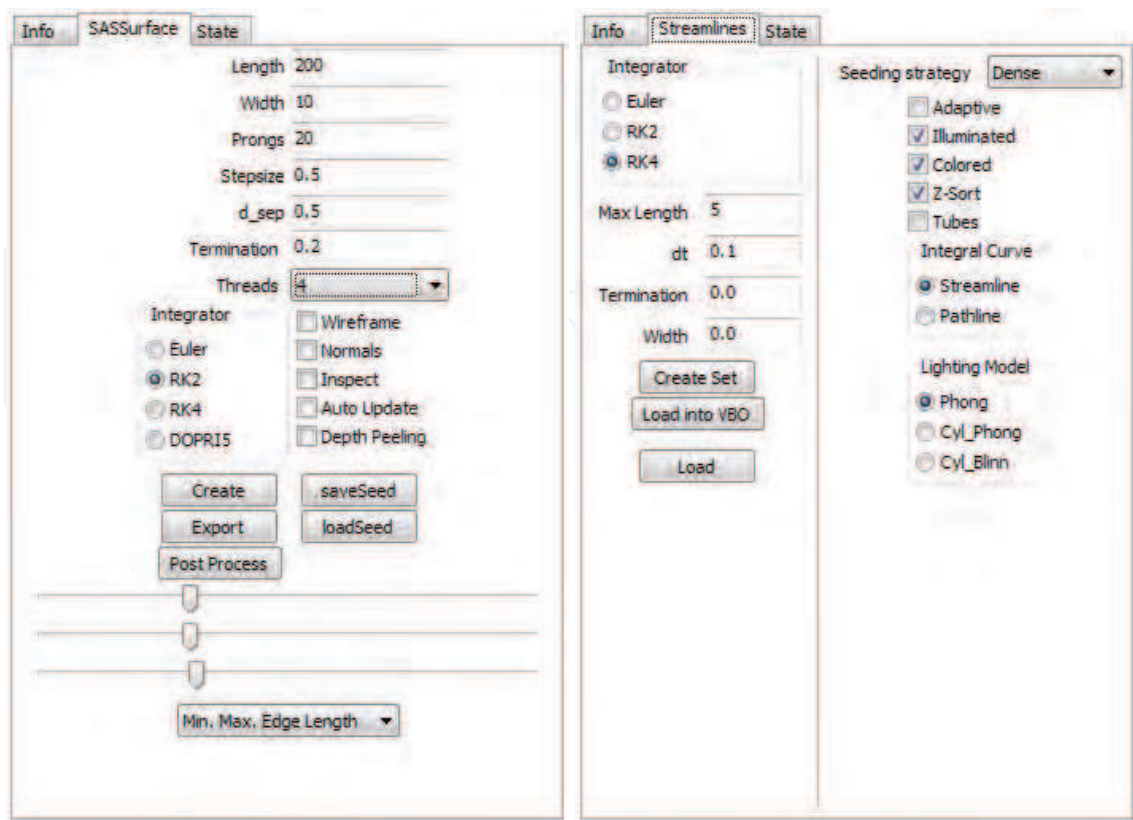 Info SASSurface State
Length 200
Width 10
Prongs 20
Stepsize 0.5
d_sep 0.5
Termination 0.2
Threads 4
Integrator
Euler
RK2
RK4
DOPRI5
Wireframe
Normals
Inspect
Auto Update
Depth Peeling
Create saveSeed
Export loadSeed
Post Process
Min. Max. Edge Length
Info Streamlines State
Integrator
Euler
RK2
RK4
Max Length 5
dt 0.1
Termination 0.0
Width 0.0
Create Set
Load into VBO
Load
Seeding strategy Dense
Adaptive
Illuminated
Colored
Z-Sort
Tubes
Integral Curve
Streamline
Pathline
Lighting Model
Phong
Cyl_Phong
Cyl_Blinn